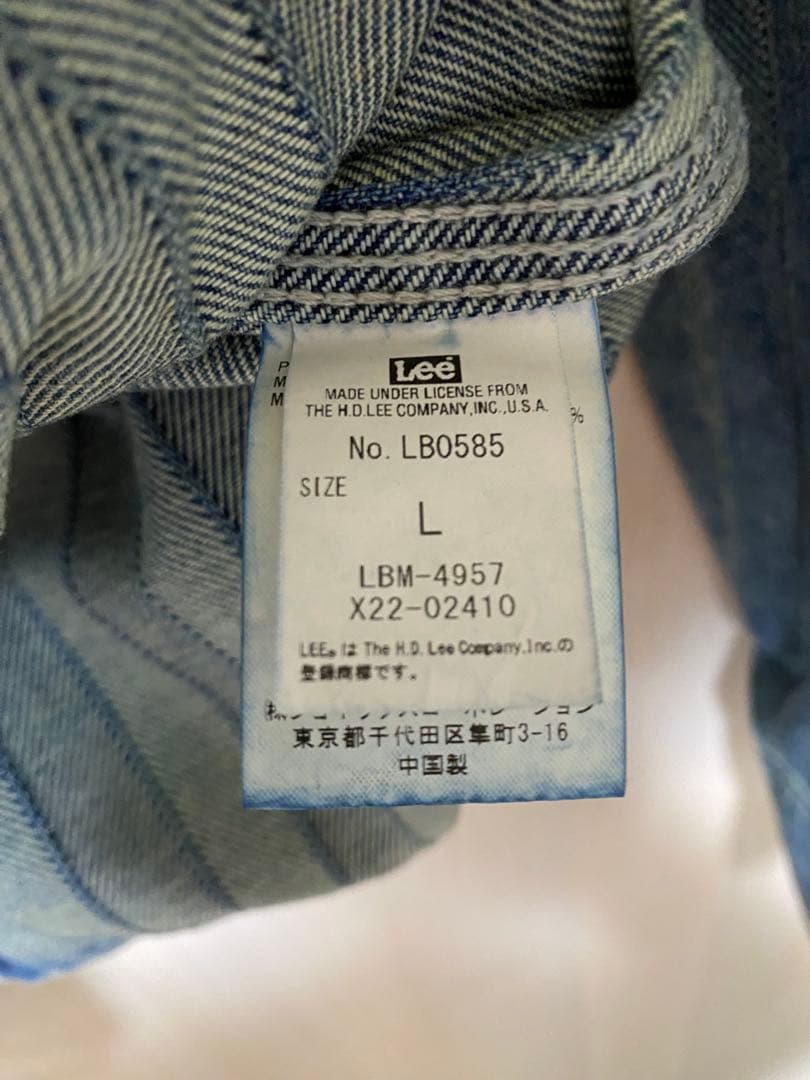 P
M
M
%
Lee
MADE UNDER LICENSE FROM
THE H.D.LEE COMPANY,INC.,U.S.A.
No. LB0585
SIZE
L
LBM-4957
X22-02410
LEE®は The H.D. Lee Company,Inc.の
登録商標です。
東京都千代田区隼町3-16
中国製